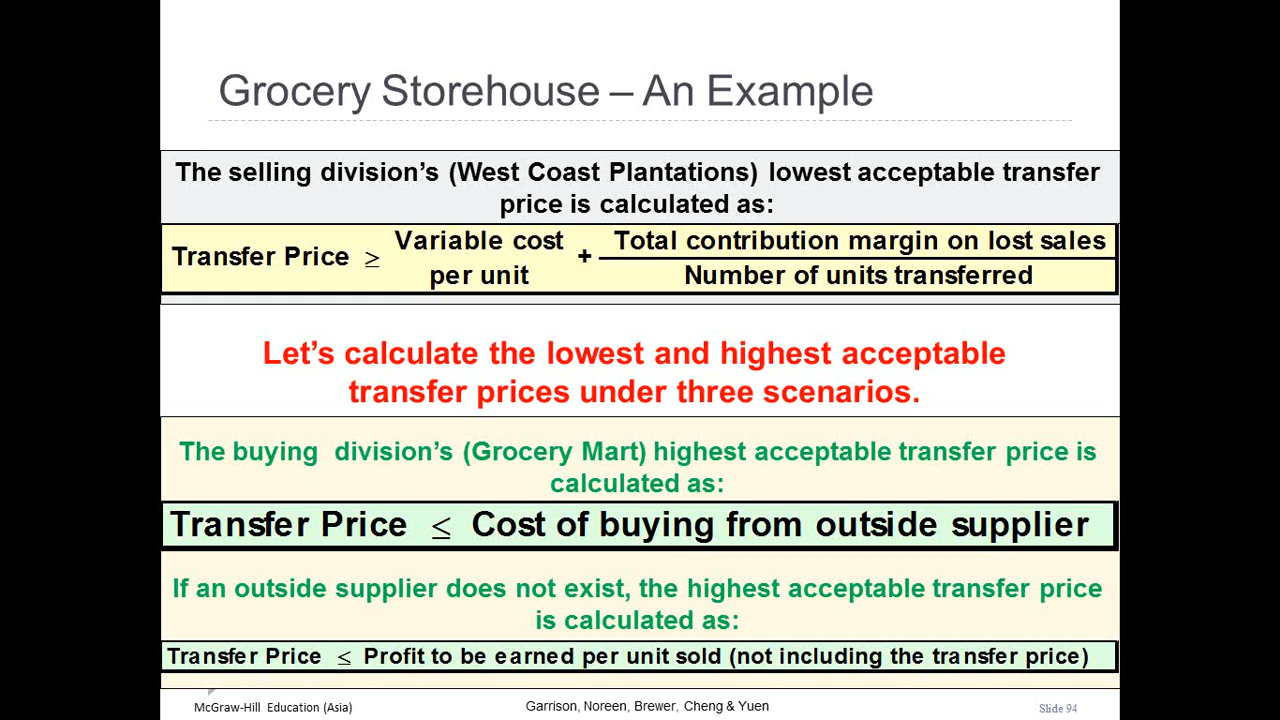 Grocery Storehouse – An Example
The selling division’s (West Coast Plantations) lowest acceptable transfer
price is calculated as:
Transfer Price ≥ Variable cost per unit + Total contribution margin on lost sales
Number of units transferred
Let’s calculate the lowest and highest acceptable
transfer prices under three scenarios.
The buying division’s (Grocery Mart) highest acceptable transfer price is
calculated as:
Transfer Price ≤ Cost of buying from outside supplier
If an outside supplier does not exist, the highest acceptable transfer price
is calculated as:
Transfer Price ≤ Profit to be earned per unit sold (not including the transfer price)
McGraw-Hill Education (Asia)
Garrison, Noreen, Brewer, Cheng & Yuen
Slide 94